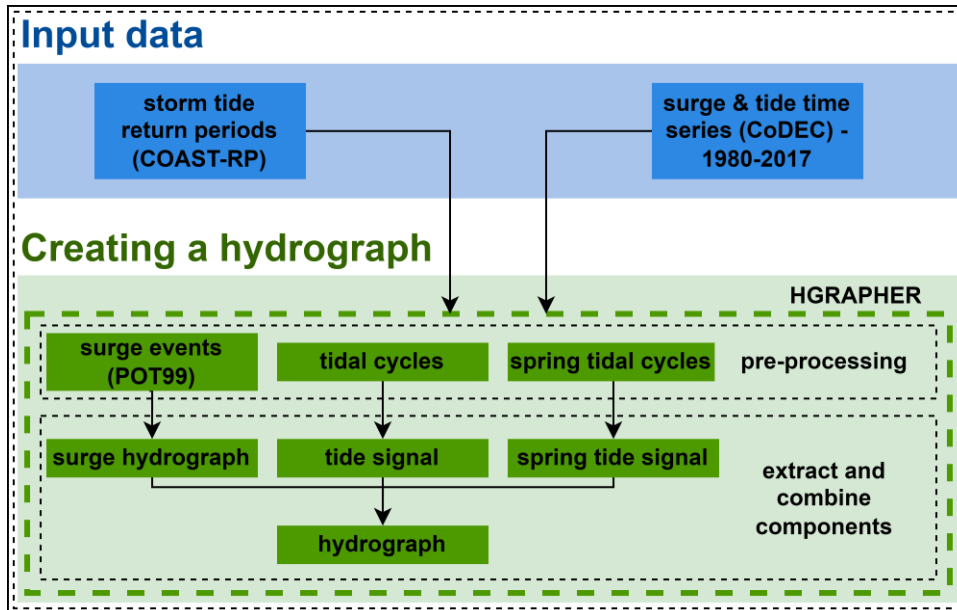 Input data
storm tide
return periods
(COAST-RP)
surge & tide time
series (CoDEC) -
1980-2017
Creating a hydrograph
HGRAPHER
surge events
(POT99)
tidal cycles
spring tidal cycles
pre-processing
surge hydrograph
tide signal
spring tide signal
extract and
combine
components
hydrograph